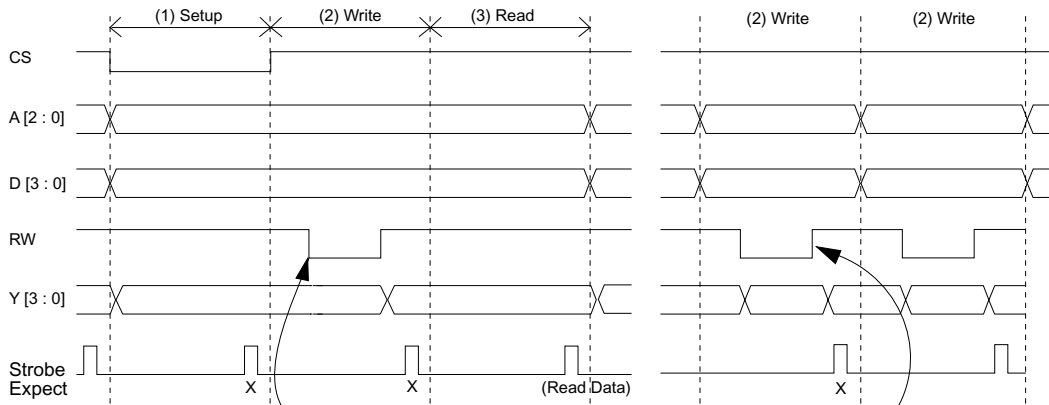 (1) Setup (2) Write (3) Read (2) Write (2) Write
CS
A [2 : 0]
D [3 : 0]
RW
Y [3 : 0]
Strobe
Expect X X (Read Data) X